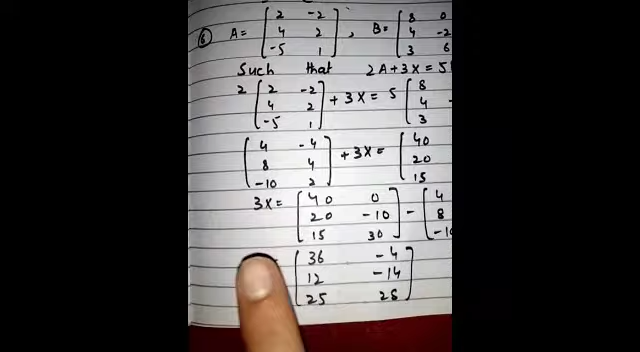 ⑥ A = [ 2 -2 ] , B = [ 8 0
4 2 4 -2
-5 1 3 6
Such that 2A + 3X = 5
2 [ 2 -2 ] + 3X = 5 [ 8
4 2 4
-5 1 3
[ 4 -4 ] + 3X = [ 40
8 4 20
-10 2 15
3X = [ 40 0 ] - [ 4
20 -10 8
15 30 -10
[ 36 -4 ]
12 -14
25 28